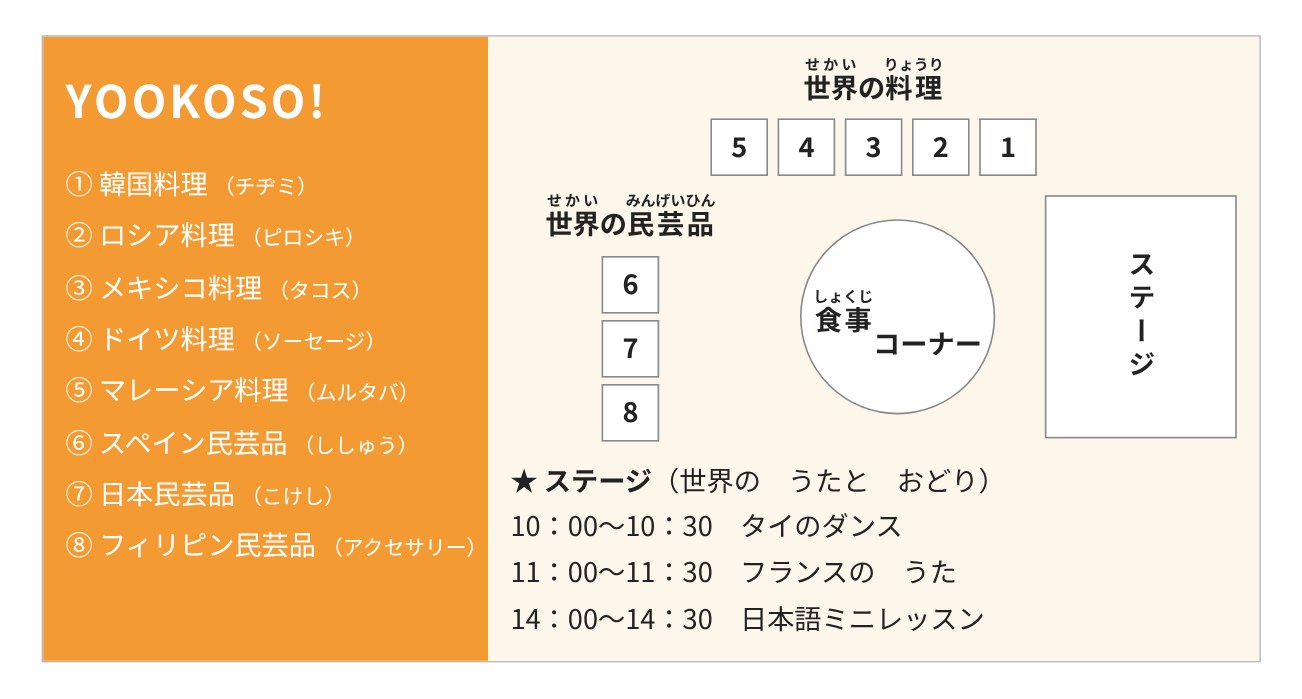 YOOKOSO!
① 韓国料理 （チヂミ）
② ロシア料理 （ピロシキ）
③ メキシコ料理 （タコス）
④ ドイツ料理 （ソーセージ）
⑤ マレーシア料理 （ムルタバ）
⑥ スペイン民芸品 （ししゅう）
⑦ 日本民芸品 （こけし）
⑧ フィリピン民芸品 （アクセサリー）
せかい りょうり
世界の料理
5 4 3 2 1
せかい みんげいひん
世界の民芸品
6
7
8
しょくじ
食事
コーナー
ステージ
★ ステージ（世界の　うたと　おどり）
10：00〜10：30　タイのダンス
11：00〜11：30　フランスの　うた
14：00〜14：30　日本語ミニレッスン